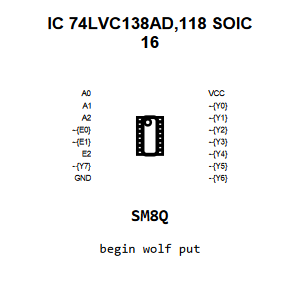 IC 74LVC138AD,118 SOIC
16
A0 VCC
A1 ~{Y0}
A2 ~{Y1}
~{E0} ~{Y2}
~{E1} ~{Y3}
E2 ~{Y4}
~{Y7} ~{Y5}
GND ~{Y6}
SM8Q
begin wolf put